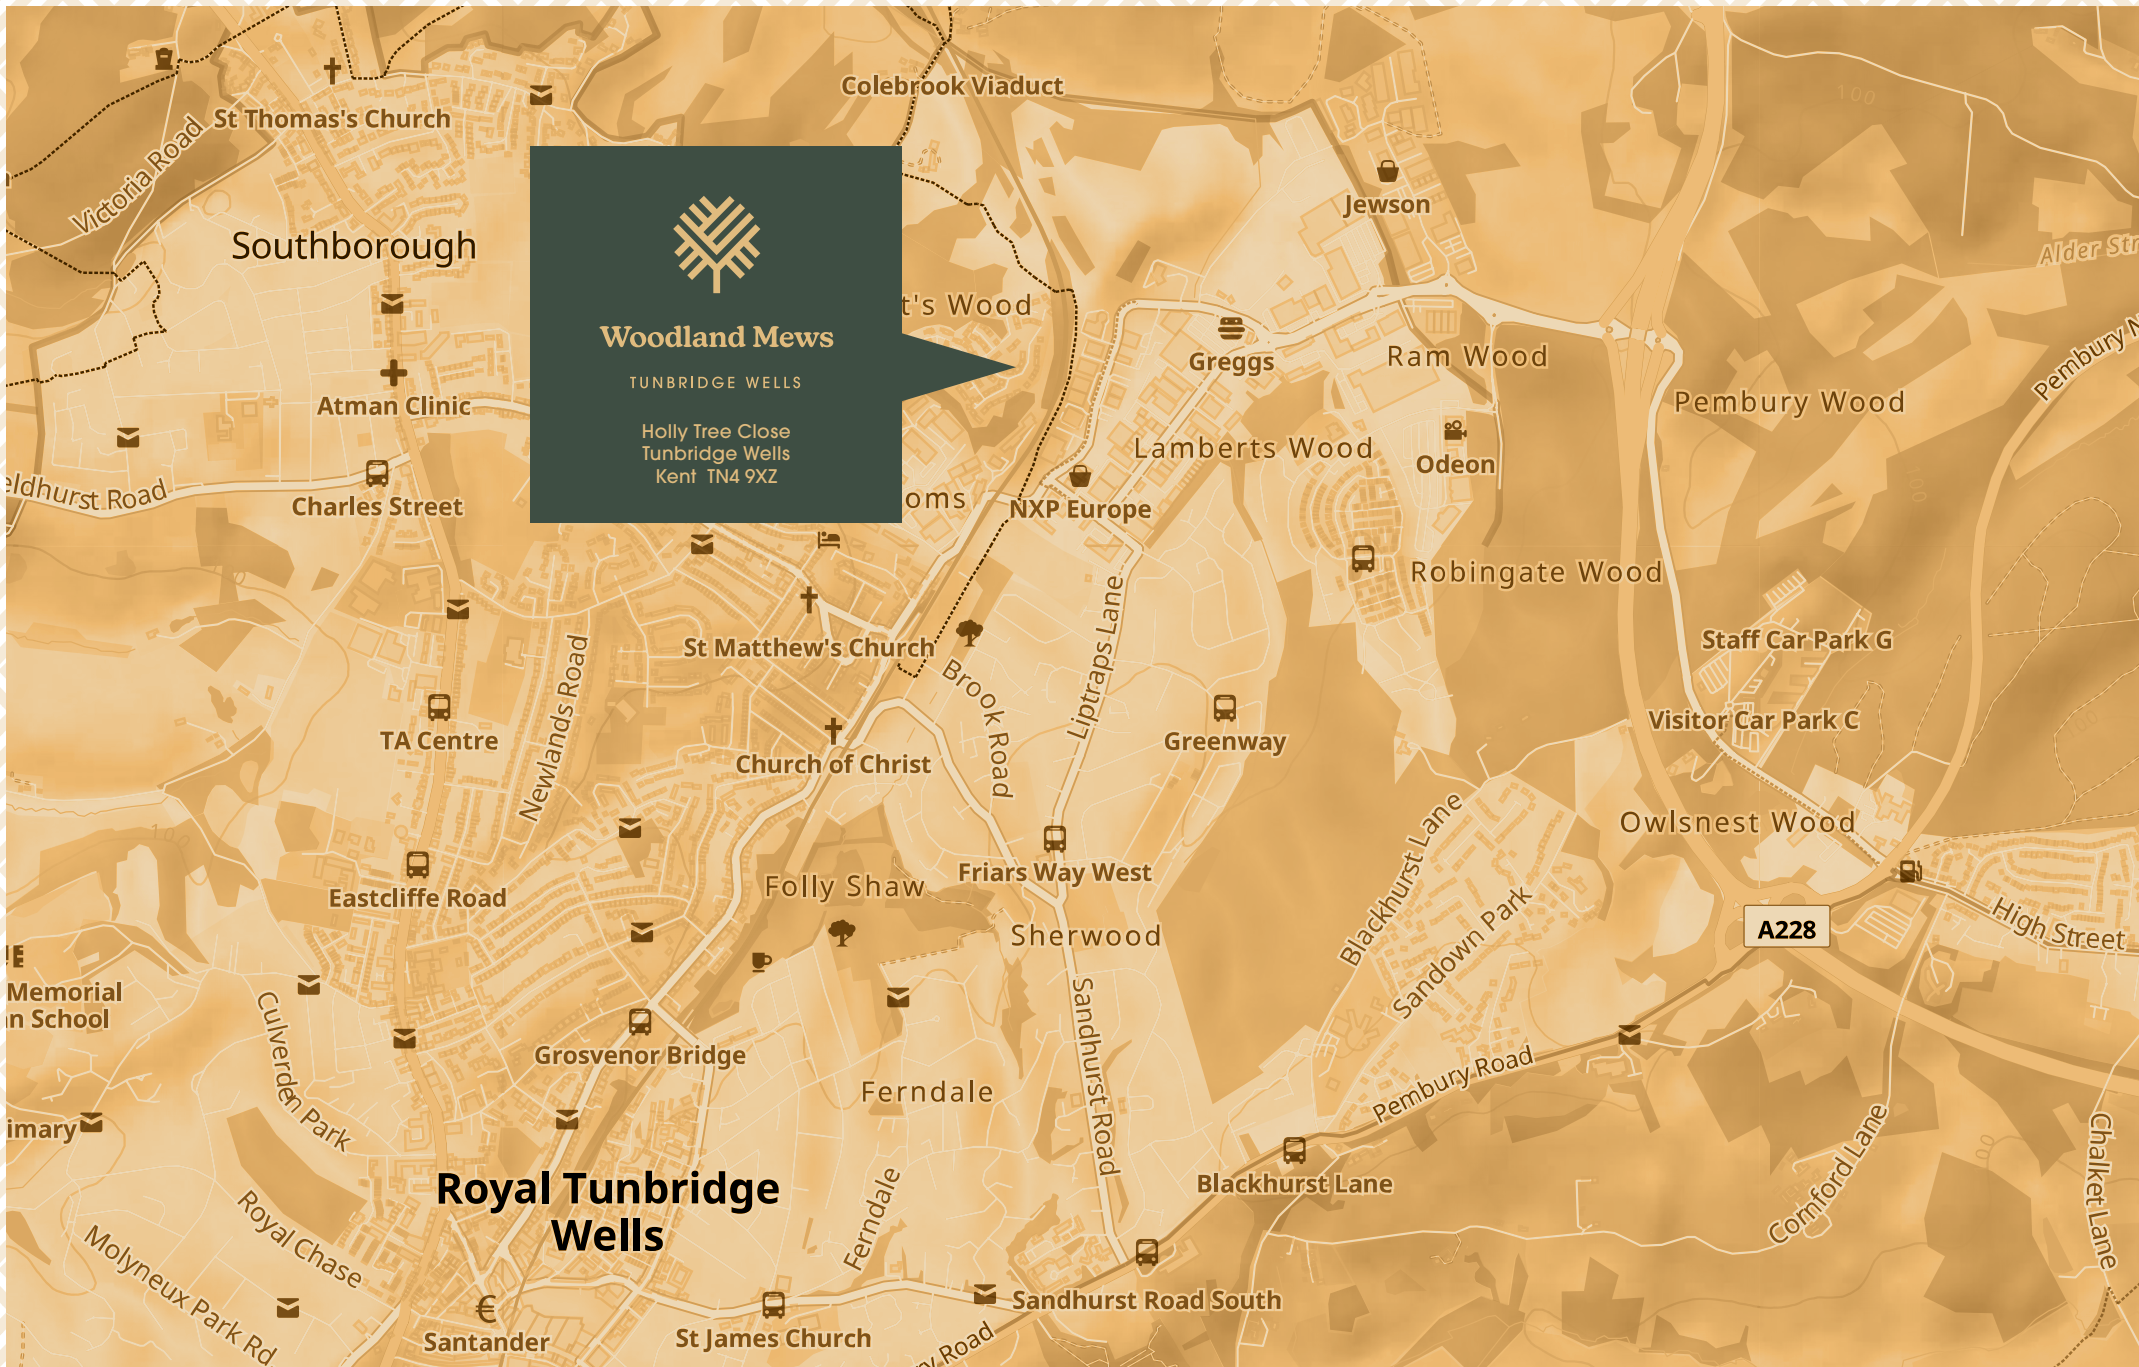 Colebrook Viaduct
St Thomas's Church
Victoria Road
Southborough
Jewson
Woodland Mews
TUNBRIDGE WELLS
Holly Tree Close
Tunbridge Wells
Kent TN4 9XZ
t's Wood
Greggs
Ram Wood
Pembury Wood
Atman Clinic
Lamberts Wood
Odeon
eldhurst Road
Charles Street
oms
NXP Europe
Robingate Wood
Liptraps Lane
Staff Car Park G
St Matthew's Church
Newlands Road
Brook Road
Visitor Car Park C
TA Centre
Greenway
Church of Christ
Owlsnest Wood
Blackhurst Lane
Friars Way West
Folly Shaw
Eastcliffe Road
Sandown Park
High Street
A228
Sherwood
Memorial
n School
Culverden Park
Sandhurst Road
Grosvenor Bridge
Pembury Road
Ferndale
imary
Cornford Lane
Chalket Lane
Royal Tunbridge
Wells
Blackhurst Lane
Royal Chase
Ferndale
Molyneux Park Rd
Sandhurst Road South
Santander
St James Church
ry Road
100
100
100
Alder Str
Pembury N